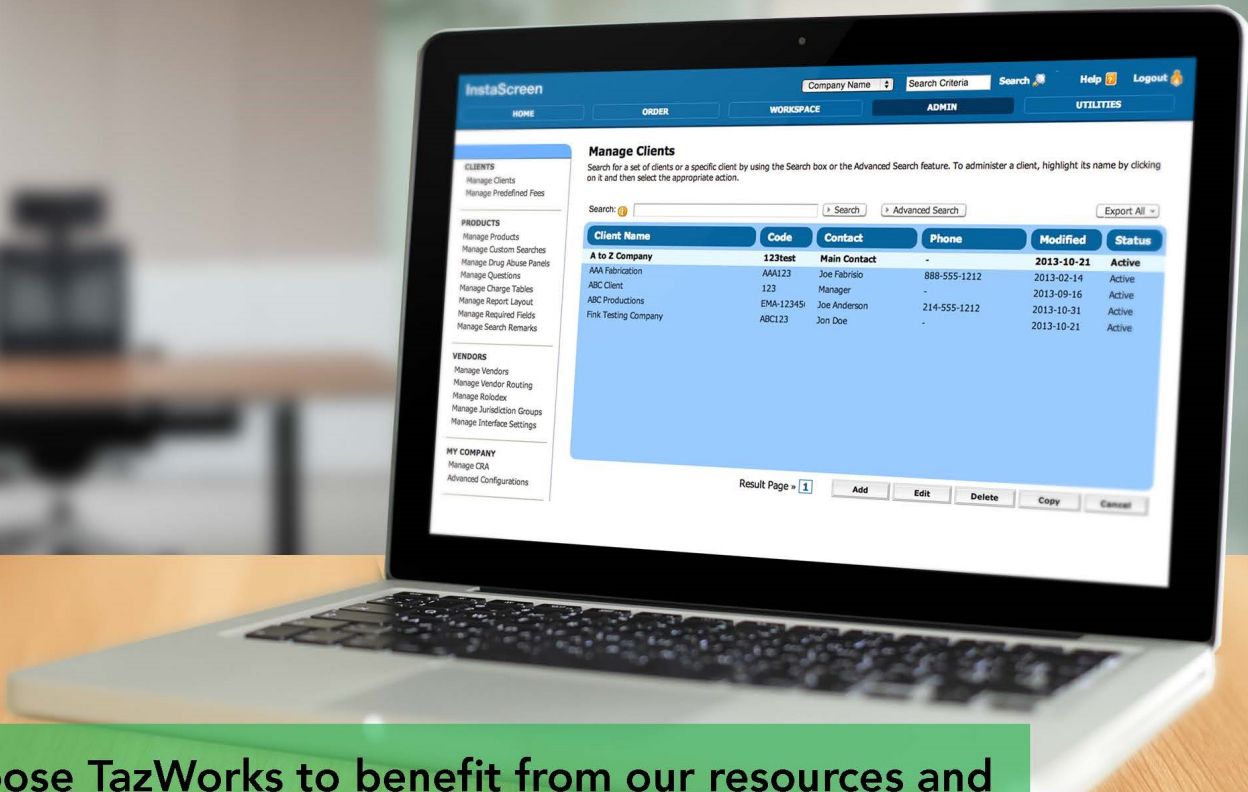 InstaScreen
Company Name
Search Criteria
Search
Help
Logout
HOME
ORDER
WORKSPACE
ADMIN
UTILITIES
CLIENTS
Manage Clients
Manage Predefined Fees
PRODUCTS
Manage Products
Manage Custom Searches
Manage Drug Abuse Panels
Manage Questions
Manage Charge Tables
Manage Report Layout
Manage Required Fields
Manage Search Remarks
VENDORS
Manage Vendors
Manage Vendor Routing
Manage Rolodex
Manage Jurisdiction Groups
Manage Interface Settings
MY COMPANY
Manage CRA
Advanced Configurations
Manage Clients
Search for a set of clients or a specific client by using the Search box or the Advanced Search feature. To administer a client, highlight its name by clicking
on it and then select the appropriate action.
Search: Search Advanced Search Export All
Client Name Code Contact Phone Modified Status
A to Z Company 123test Main Contact - 2013-10-21 Active
AAA Fabrication AAA123 Joe Fabrisio 888-555-1212 2013-02-14 Active
ABC Client 123 Manager - 2013-09-16 Active
ABC Productions EMA-12345 Joe Anderson 214-555-1212 2013-10-31 Active
Fink Testing Company ABC123 Jon Doe - 2013-10-21 Active
Result Page » 1 Add Edit Delete Copy Cancel
oose TazWorks to benefit from our resources and